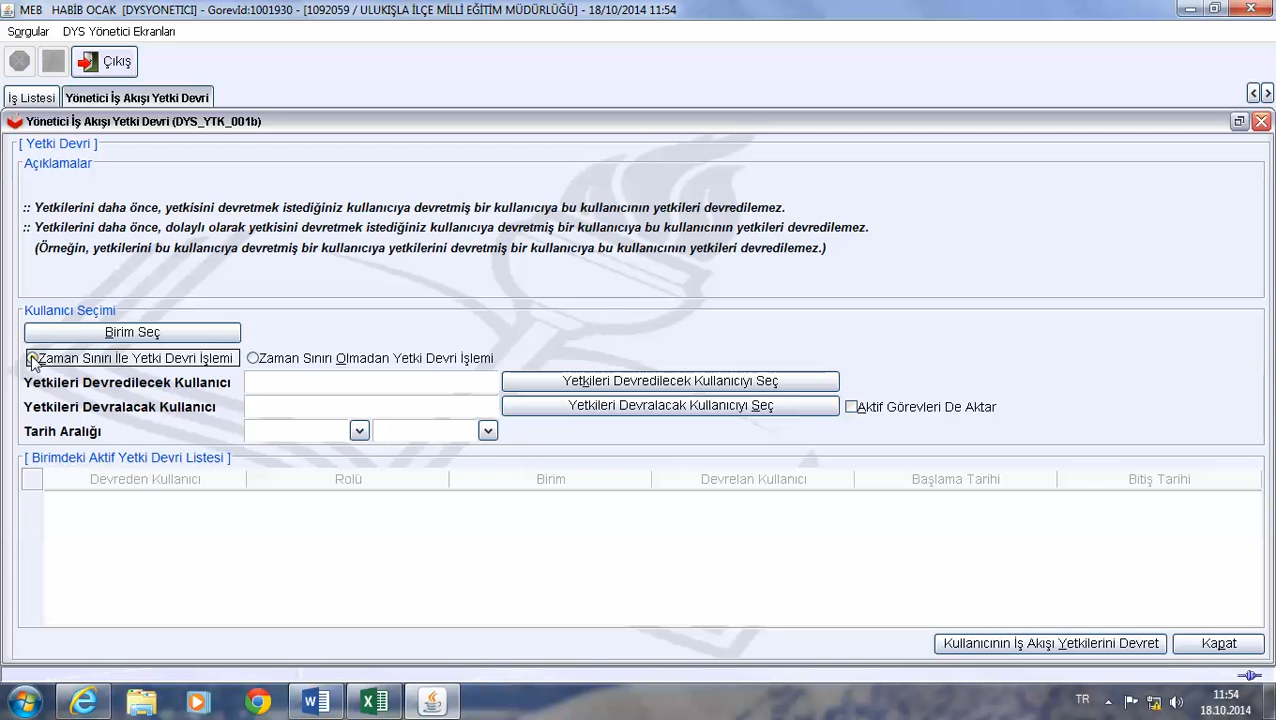 MEB HABİB OCAK [DYSYONETICI] - GorevId:1001930 - [1092059 / ULUKIŞLA İLÇE MİLLİ EĞİTİM MÜDÜRLÜĞÜ] - 18/10/2014 11:54
Sorgular DYS Yönetici Ekranları
Çıkış
İş Listesi Yönetici İş Akışı Yetki Devri
Yönetici İş Akışı Yetki Devri (DYS_YTK_001b)
[ Yetki Devri ]
Açıklamalar
:: Yetkilerini daha önce, yetkisini devretmek istediğiniz kullanıcıya devretmiş bir kullanıcıya bu kullanıcının yetkileri devredilemez.
:: Yetkilerini daha önce, dolaylı olarak yetkisini devretmek istediğiniz kullanıcıya devretmiş bir kullanıcıya bu kullanıcının yetkileri devredilemez.
(Örneğin, yetkilerini bu kullanıcıya devretmiş bir kullanıcıya yetkilerini devretmiş bir kullanıcıya bu kullanıcının yetkileri devredilemez.)
Kullanıcı Seçimi
Birim Seç
Zaman Sınırı İle Yetki Devri İşlemi Zaman Sınırı Olmadan Yetki Devri İşlemi
Yetkileri Devredilecek Kullanıcı Yetkileri Devredilecek Kullanıcıyı Seç
Yetkileri Devralacak Kullanıcı Yetkileri Devralacak Kullanıcıyı Seç Aktif Görevleri De Aktar
Tarih Aralığı
[ Birimdeki Aktif Yetki Devri Listesi ]
Devreden Kullanıcı Rolü Birim Devrelan Kullanıcı Başlama Tarihi Bitiş Tarihi
Kullanıcının İş Akışı Yetkilerini Devret Kapat
TR 11:54
18.10.2014